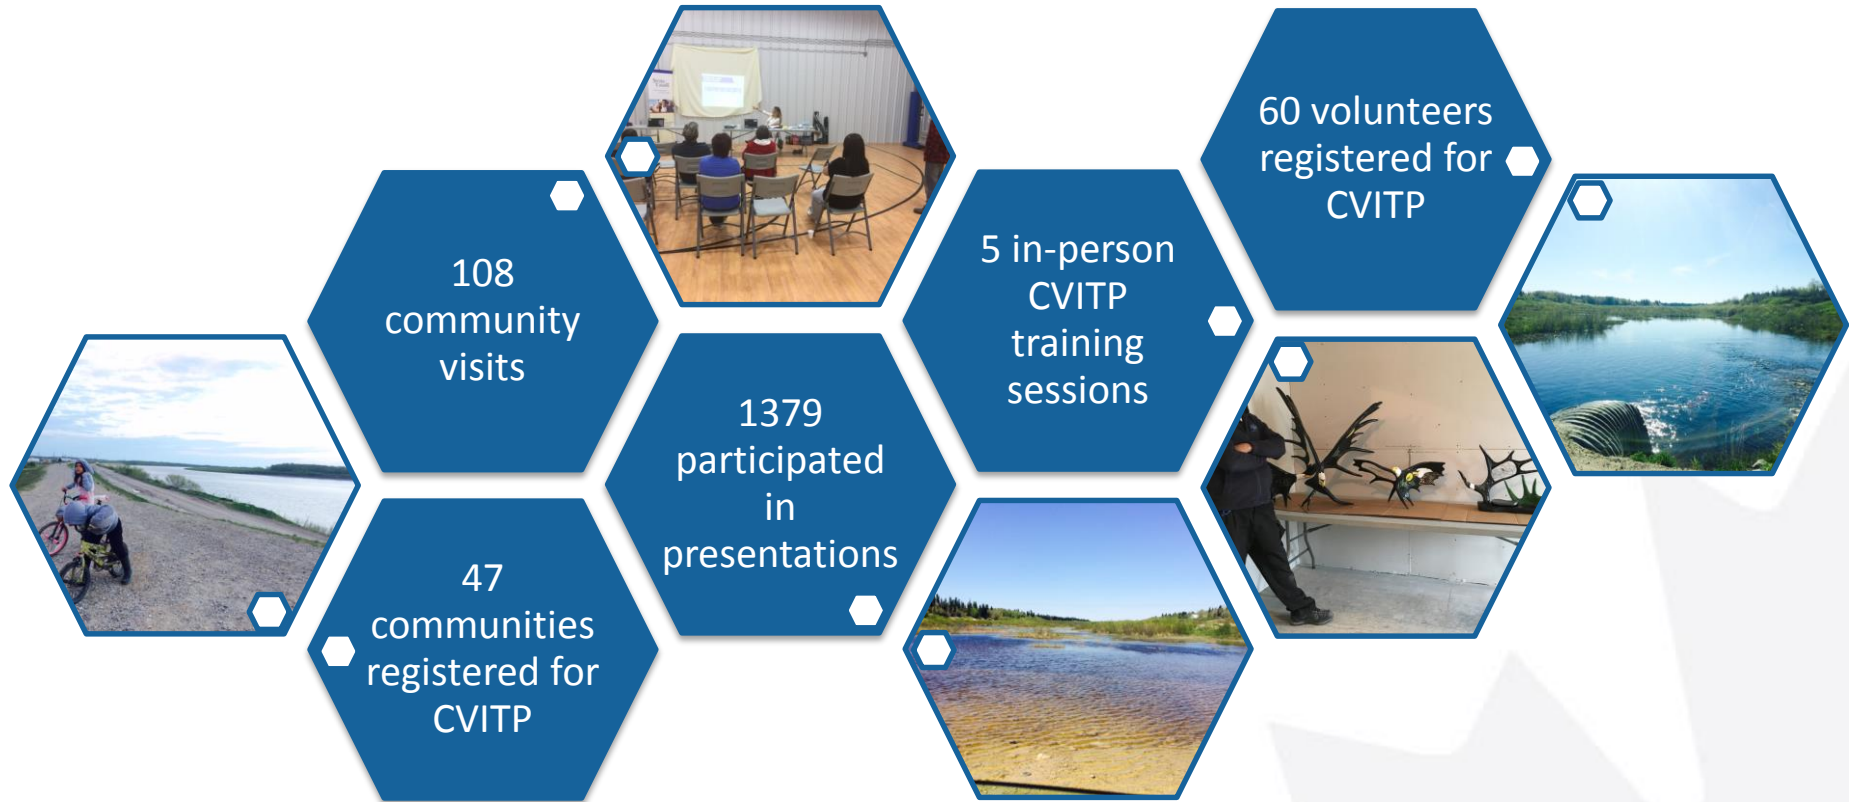 108
community
visits
47
communities
registered for
CVITP
1379
participated
in
presentations
5 in-person
CVITP
training
sessions
60 volunteers
registered for
CVITP